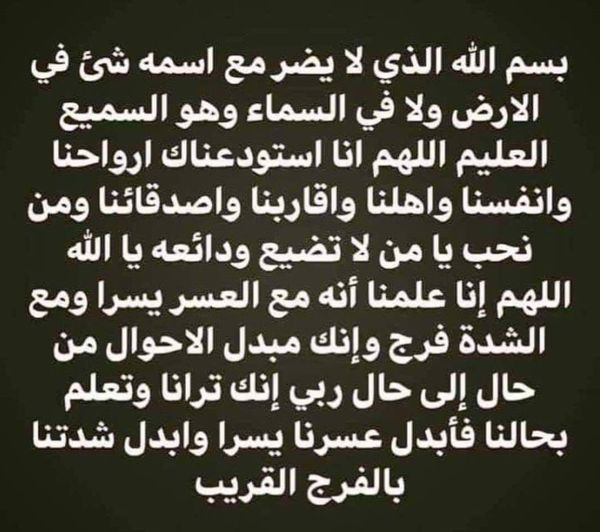 بسم الله الذي لا يضر مع اسمه شئ في
الارض ولا في السماء وهو السميع
العليم اللهم انا استودعناك ارواحنا
وانفسنا واهلنا واقاربنا واصدقائنا ومن
نحب يا من لا تضيع ودائعه يا الله
اللهم إنا علمنا أنه مع العسر يسرا ومع
الشدة فرج وإنك مبدل الاحوال من
حال إلى حال ربي إنك ترانا وتعلم
بحالنا فأبدل عسرنا يسرا وابدل شدتنا
بالفرج القريب